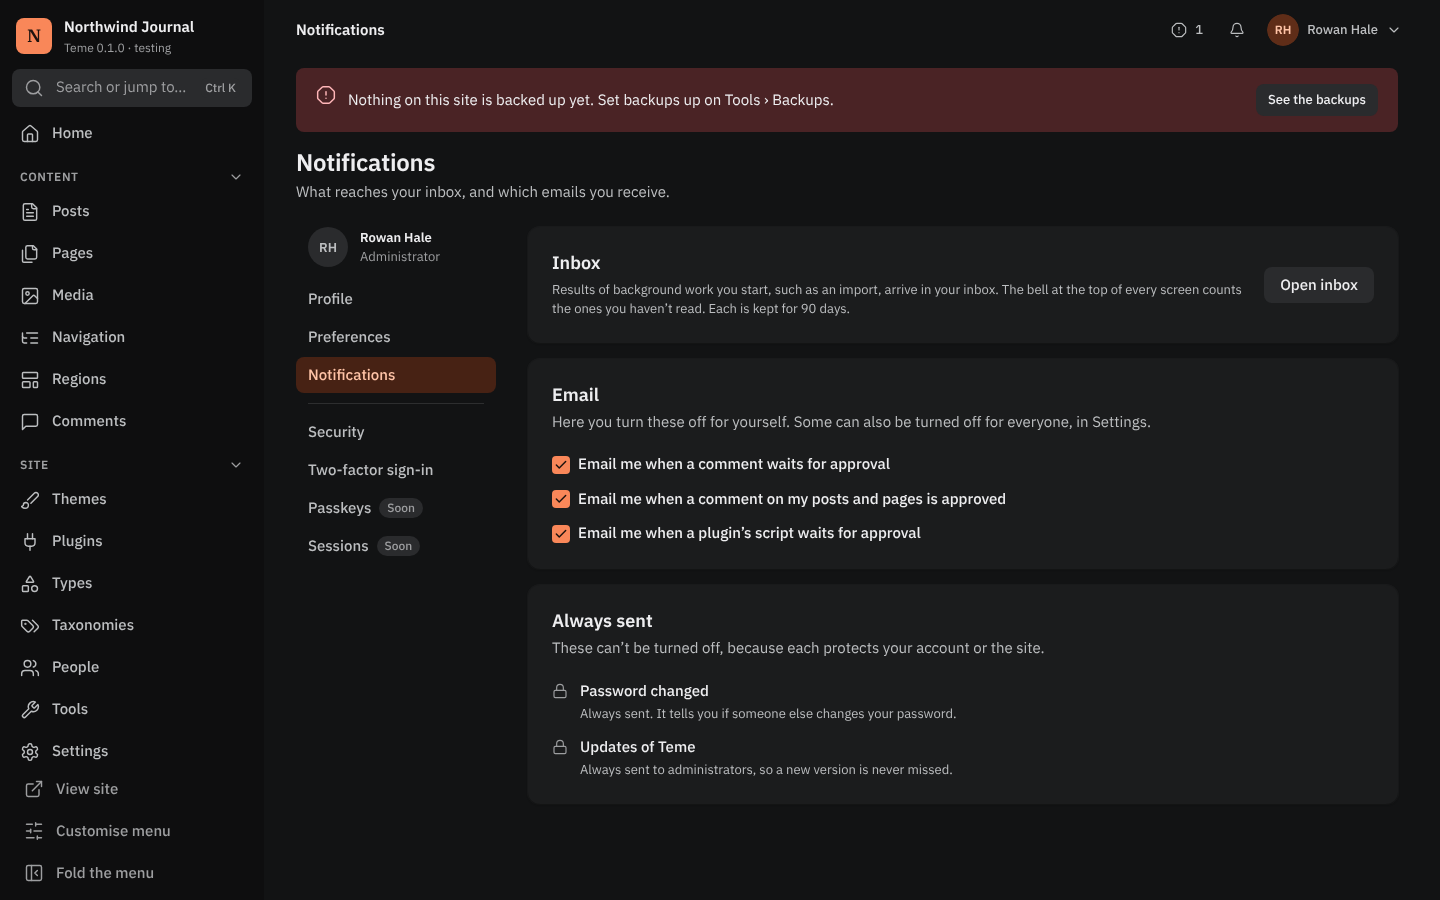 N
Northwind Journal
Teme 0.1.0 · testing
Search or jump to...
Ctrl K
Home
CONTENT
Posts
Pages
Media
Navigation
Regions
Comments
SITE
Themes
Plugins
Types
Taxonomies
People
Tools
Settings
View site
Customise menu
Fold the menu
Notifications
1
RH
Rowan Hale
Nothing on this site is backed up yet. Set backups up on Tools › Backups.
See the backups
Notifications
What reaches your inbox, and which emails you receive.
RH
Rowan Hale
Administrator
Profile
Preferences
Notifications
Security
Two-factor sign-in
Passkeys Soon
Sessions Soon
Inbox
Results of background work you start, such as an import, arrive in your inbox. The bell at the top of every screen counts
the ones you haven’t read. Each is kept for 90 days.
Open inbox
Email
Here you turn these off for yourself. Some can also be turned off for everyone, in Settings.
Email me when a comment waits for approval
Email me when a comment on my posts and pages is approved
Email me when a plugin’s script waits for approval
Always sent
These can’t be turned off, because each protects your account or the site.
Password changed
Always sent. It tells you if someone else changes your password.
Updates of Teme
Always sent to administrators, so a new version is never missed.